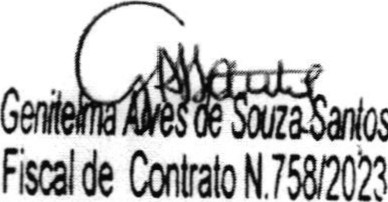 Genitelma Alves de Souza Santos
Fiscal de Contrato N.758/2023